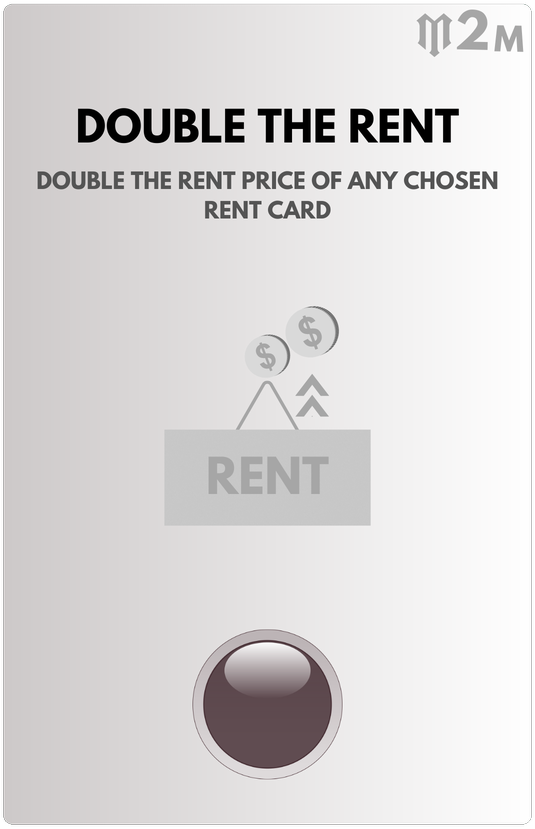 2M
DOUBLE THE RENT
DOUBLE THE RENT PRICE OF ANY CHOSEN
RENT CARD
$ $
RENT